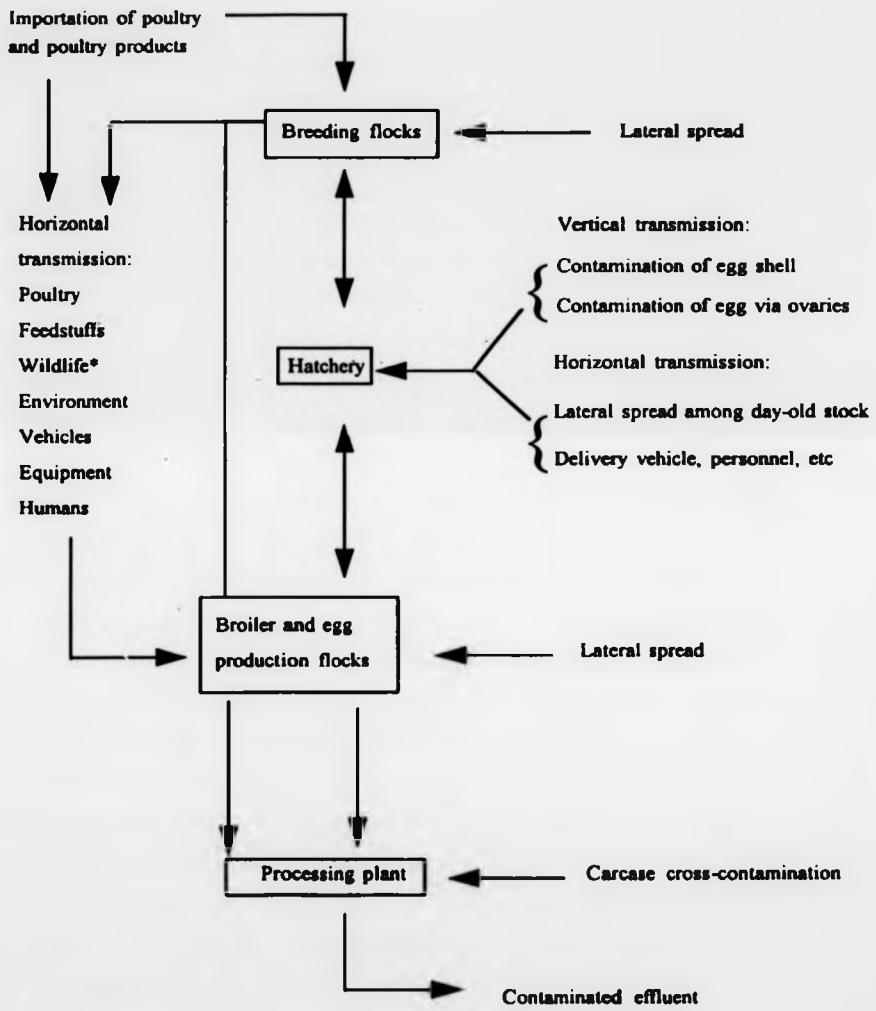 Importation of poultry
and poultry products
Breeding flocks
Lateral spread
Horizontal
transmission:
Poultry
Feedstuffs
Wildlife*
Environment
Vehicles
Equipment
Humans
Vertical transmission:
Contamination of egg shell
Contamination of egg via ovaries
Hatchery
Horizontal transmission:
Lateral spread among day-old stock
Delivery vehicle, personnel, etc
Broiler and egg
production flocks
Lateral spread
Processing plant
Carcase cross-contamination
Contaminated effluent